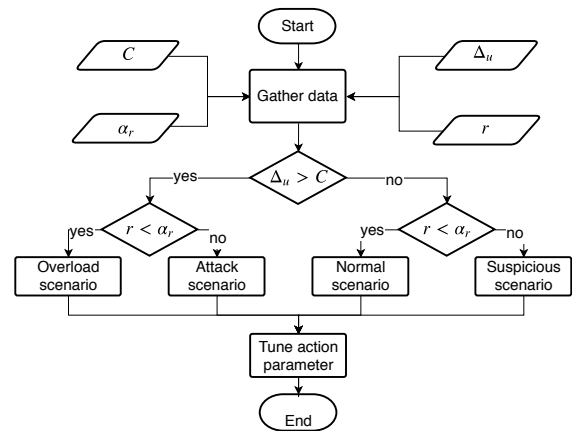 Start
C
Δu
Gather data
αr
r
Δu > C
yes
no
r < αr
r < αr
yes
no
yes
no
Overload
scenario
Attack
scenario
Normal
scenario
Suspicious
scenario
Tune action
parameter
End